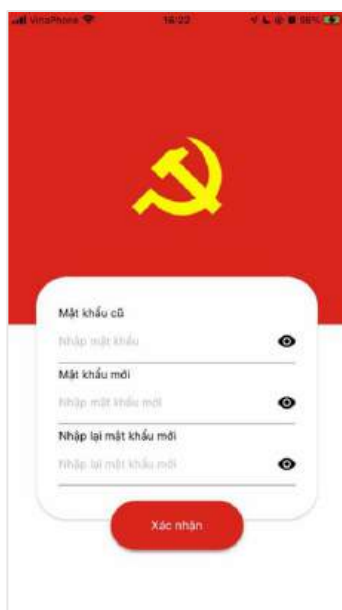 VinaPhone
16:22
98%
Mật khẩu cũ
Nhập mật khẩu
Mật khẩu mới
Nhập mật khẩu mới
Nhập lại mật khẩu mới
Nhập lại mật khẩu mới
Xác nhận